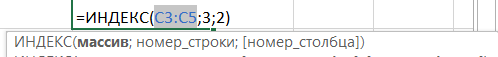 =ИНДЕКС(C3:C5;3;2)
ИНДЕКС(массив; номер_строки; [номер_столбца])